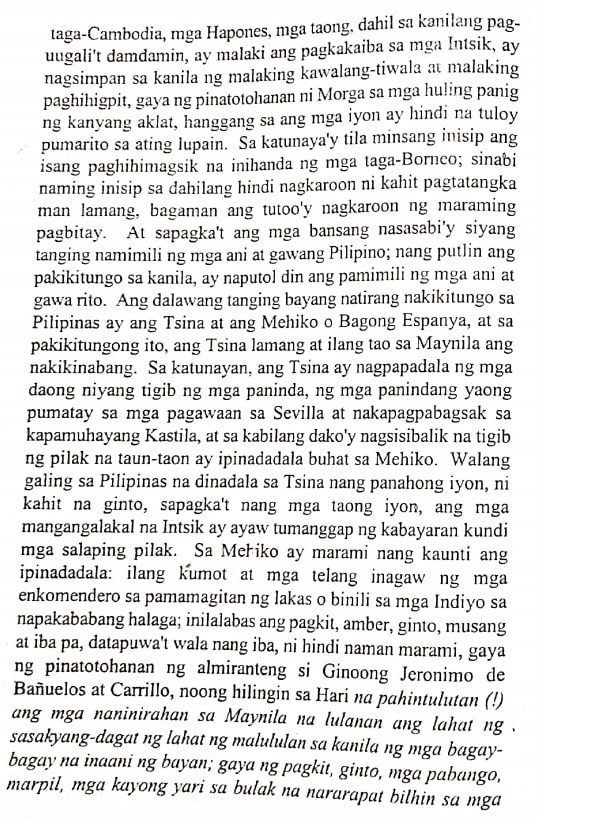 taga-Cambodia, mga Hapones, mga taong, dahil sa kanilang pag-
uugali't damdamin, ay malaki ang pagkakaiba sa mga Intsik, ay
nagsimpan sa kanila ng malaking kawalang-tiwala at malaking
paghihigpit, gaya ng pinatotohanan ni Morga sa mga huling panig
ng kanyang aklat, hanggang sa ang mga iyon ay hindi na tuloy
pumarito sa ating lupain. Sa katunaya'y tila minsang inisip ang
isang paghihimagsik na inihanda ng mga taga-Borneo; sinabi
naming inisip sa dahilang hindi nagkaroon ni kahit pagtatangka
man lamang, bagaman ang tutoo'y nagkaroon ng maraming
pagbitay. At sapagka't ang mga bansang nasasabi'y siyang
tanging namimili ng mga ani at gawang Pilipino; nang putlin ang
pakikitungo sa kanila, ay naputol din ang pamimili ng mga ani at
gawa rito. Ang dalawang tanging bayang natirang nakikitungo sa
Pilipinas ay ang Tsina at ang Mehiko o Bagong Espanya, at sa
pakikitungong ito, ang Tsina lamang at ilang tao sa Maynila ang
nakikinabang. Sa katunayan, ang Tsina ay nagpapadala ng mga
daong niyang tigib ng mga paninda, ng mga panindang yaong
pumatay sa mga pagawaan sa Sevilla at nakapagpabagsak sa
kapamuhayang Kastila, at sa kabilang dako'y nagsisibalik na tigib
ng pilak na taun-taon ay ipinadadala buhat sa Mehiko. Walang
galing sa Pilipinas na dinadala sa Tsina nang panahong iyon, ni
kahit na ginto, sapagka't nang mga taong iyon, ang mga
mangangalakal na Intsik ay ayaw tumanggap ng kabayaran kundi
mga salaping pilak. Sa Mehiko ay marami nang kaunti ang
ipinadadala: ilang kumot at mga telang inagaw ng mga
enkomendero sa pamamagitan ng lakas o binili sa mga Indiyo sa
napakababang halaga; inilalabas ang pagkit, amber, ginto, musang
at iba pa, datapuwa't wala nang iba, ni hindi naman marami, gaya
ng pinatotohanan ng almiranteng si Ginoong Jeronimo de
Bañuelos at Carrillo, noong hilingin sa Hari na pahintulutan (!)
ang mga naninirahan sa Maynila na lulanan ang lahat ng
sasakyang-dagat ng lahat ng malululan sa kanila ng mga bagay-
bagay na inaani ng bayan; gaya ng pagkit, ginto, mga pabango,
marpil, mga kayong yari sa bulak na nararapat bilhin sa mga